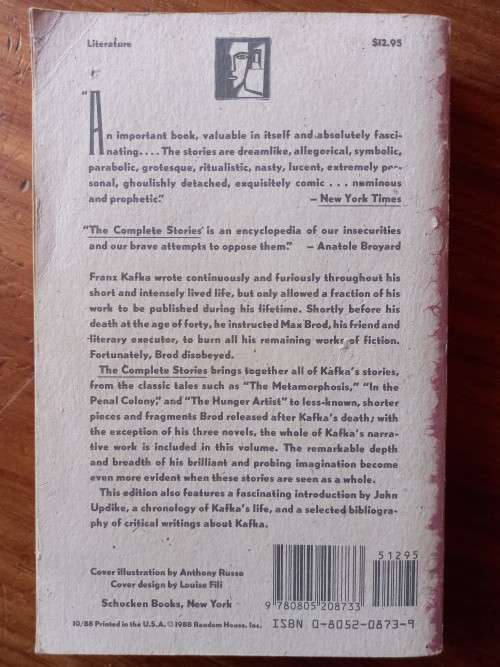 Literature
$12.95
"An important book, valuable in itself and absolutely fasci-
nating. . . . The stories are dreamlike, allegorical, symbolic,
parabolic, grotesque, ritualistic, nasty, lucent, extremely per-
sonal, ghoulishly detached, exquisitely comic . . . numinous
and prophetic." – New York Times
"The Complete Stories is an encyclopedia of our insecurities
and our brave attempts to oppose them." – Anatole Broyard
Franz Kafka wrote continuously and furiously throughout his
short and intensely lived life, but only allowed a fraction of his
work to be published during his lifetime. Shortly before his
death at the age of forty, he instructed Max Brod, his friend and
literary executor, to burn all his remaining works of fiction.
Fortunately, Brod disobeyed.
The Complete Stories brings together all of Kafka's stories,
from the classic tales such as "The Metamorphosis," "In the
Penal Colony," and "The Hunger Artist" to less-known, shorter
pieces and fragments Brod released after Kafka's death; with
the exception of his three novels, the whole of Kafka's narra-
tive work is included in this volume. The remarkable depth
and breadth of his brilliant and probing imagination become
even more evident when these stories are seen as a whole.
This edition also features a fascinating introduction by John
Updike, a chronology of Kafka's life, and a selected bibliogra-
phy of critical writings about Kafka.
Cover illustration by Anthony Russo
Cover design by Louise Fili
Schocken Books, New York
10/88 Printed in the U.S.A. © 1988 Random House, Inc.
51295
9 780805 208733
ISBN 0-8052-0873-9